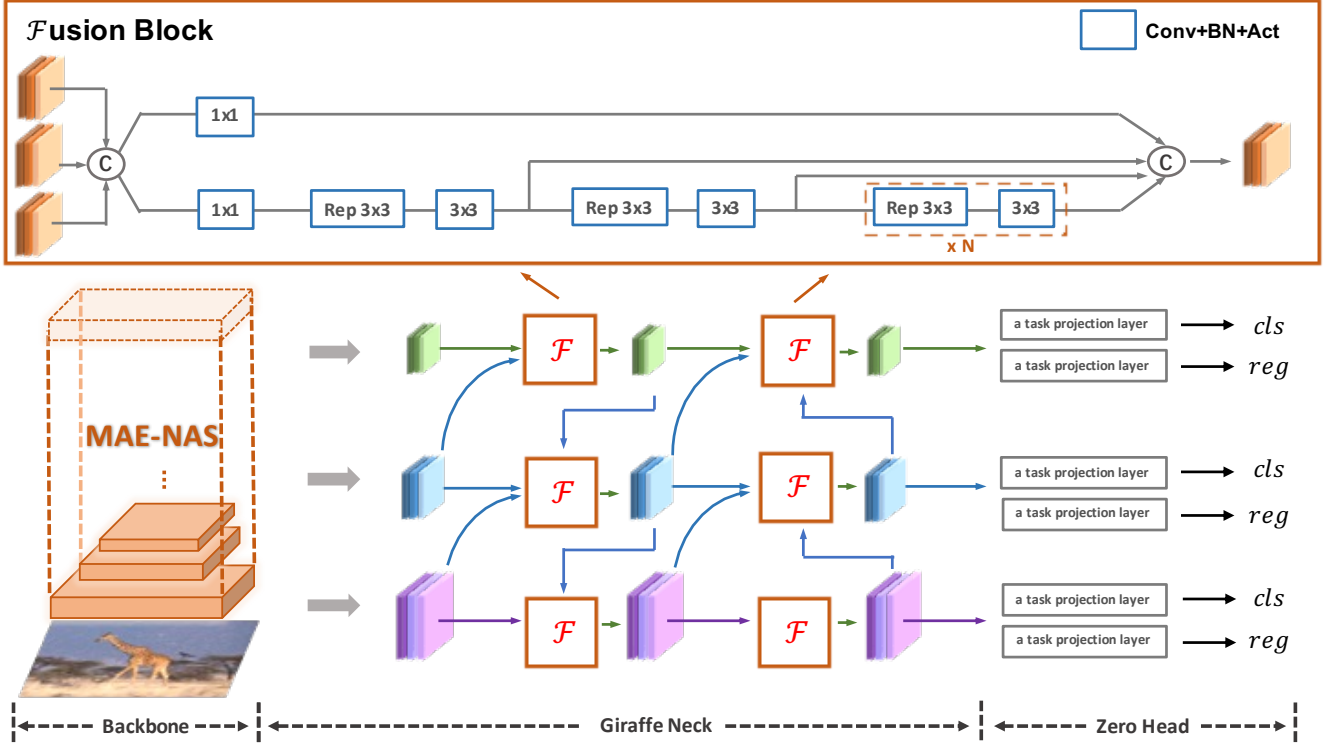 ℱusion Block
Conv+BN+Act
1x1
C
C
1x1
Rep 3x3
3x3
Rep 3x3
3x3
Rep 3x3
3x3
x N
MAE-NAS
⋮
ℱ
ℱ
a task projection layer
cls
a task projection layer
reg
ℱ
ℱ
a task projection layer
cls
a task projection layer
reg
ℱ
ℱ
a task projection layer
cls
a task projection layer
reg
Backbone
Giraffe Neck
Zero Head